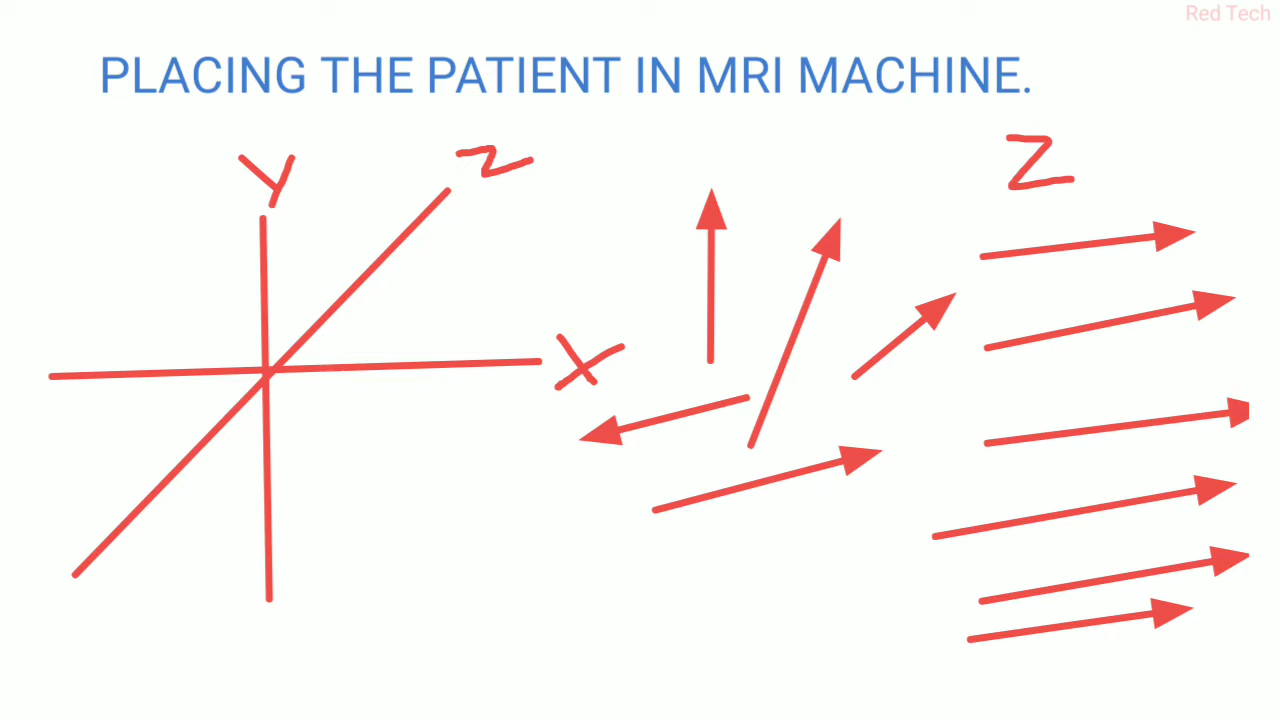 Red Tech
PLACING THE PATIENT IN MRI MACHINE.
Y
Z
Z
X